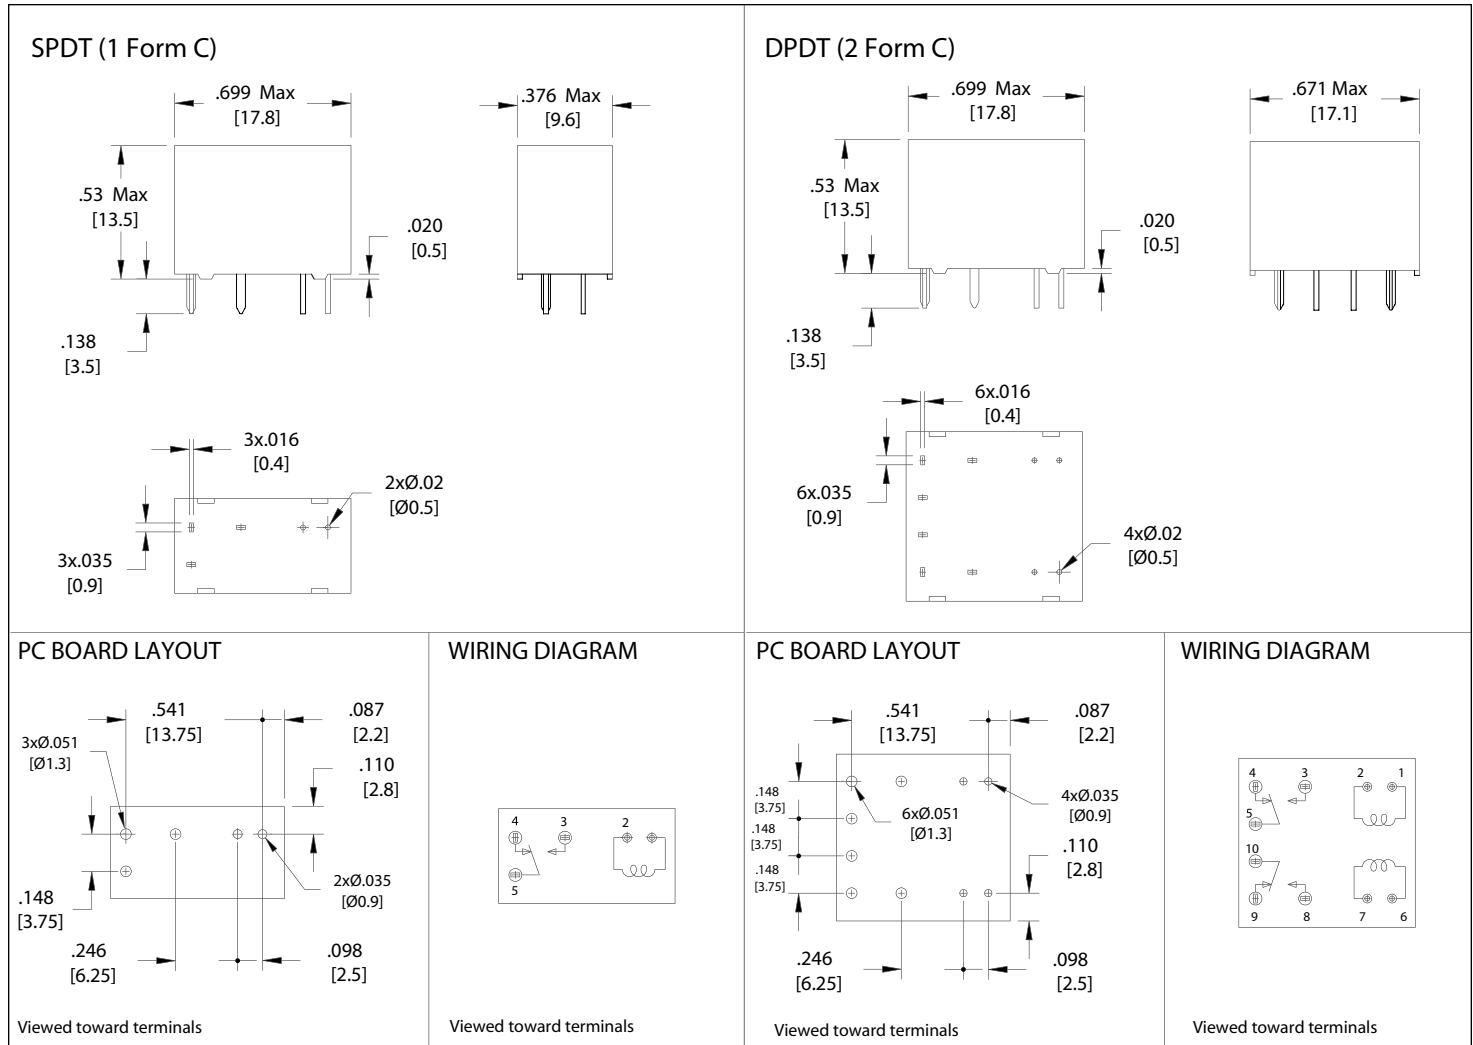 SPDT (1 Form C)
.699 Max
[17.8]
.376 Max
[9.6]
.53 Max
[13.5]
.020
[0.5]
.138
[3.5]
3x.016
[0.4]
2xØ.02
[Ø0.5]
3x.035
[0.9]
DPDT (2 Form C)
.699 Max
[17.8]
.671 Max
[17.1]
.53 Max
[13.5]
.020
[0.5]
.138
[3.5]
6x.016
[0.4]
6x.035
[0.9]
4xØ.02
[Ø0.5]
PC BOARD LAYOUT
.541
[13.75]
.087
[2.2]
3xØ.051
[Ø1.3]
.110
[2.8]
.148
[3.75]
2xØ.035
[Ø0.9]
.246
[6.25]
.098
[2.5]
Viewed toward terminals
WIRING DIAGRAM
4 3 2
5
Viewed toward terminals
PC BOARD LAYOUT
.541
[13.75]
.087
[2.2]
.148
[3.75]
.148
[3.75]
.148
[3.75]
6xØ.051
[Ø1.3]
4xØ.035
[Ø0.9]
.110
[2.8]
.246
[6.25]
.098
[2.5]
Viewed toward terminals
WIRING DIAGRAM
4 3 2 1
5
10
9 8 7 6
Viewed toward terminals